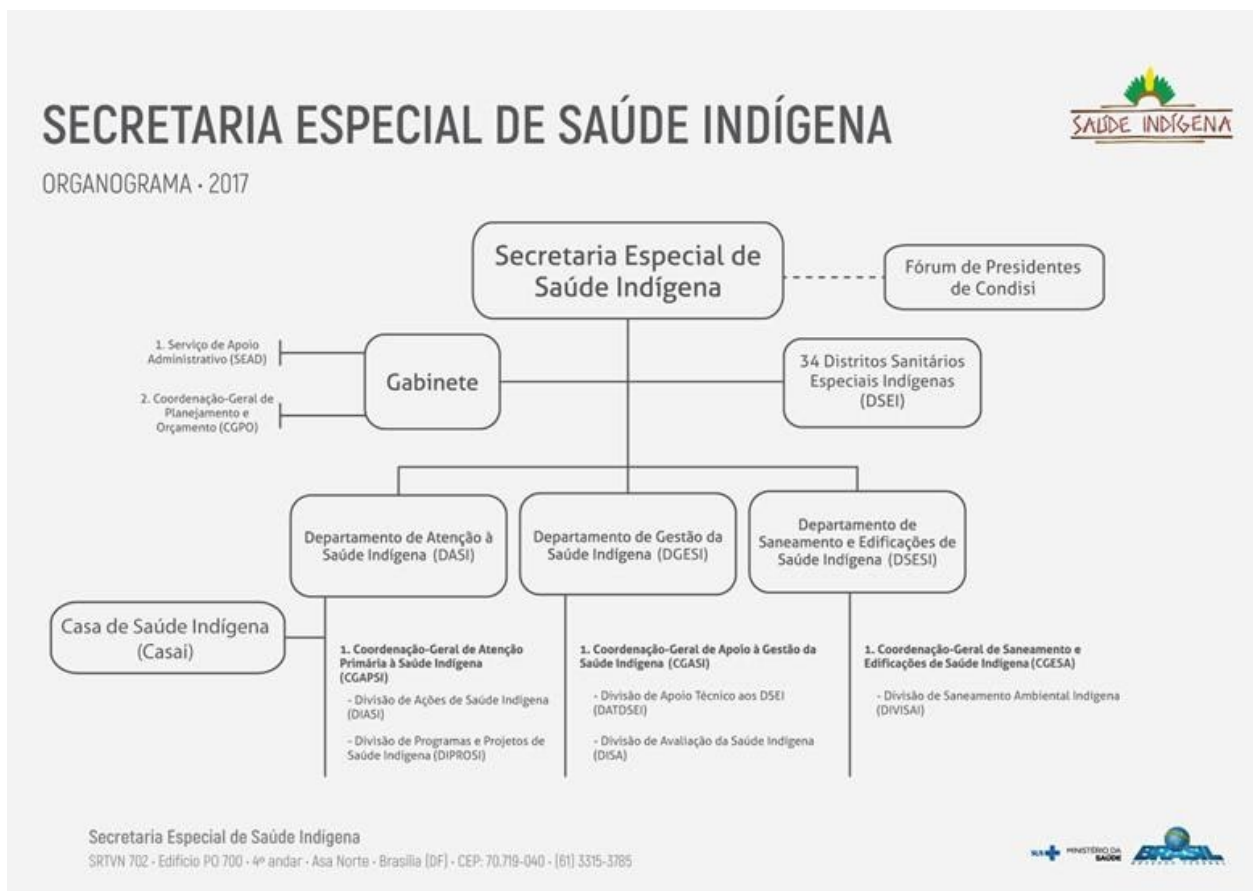 SECRETARIA ESPECIAL DE SAÚDE INDÍGENA
ORGANOGRAMA • 2017
SAÚDE INDÍGENA
Secretaria Especial de
Saúde Indígena
Fórum de Presidentes
de Condisi
1. Serviço de Apoio
Administrativo (SEAD)
2. Coordenação-Geral de
Planejamento e
Orçamento (CGPO)
Gabinete
34 Distritos Sanitários
Especiais Indígenas
(DSEI)
Departamento de Atenção à
Saúde Indígena (DASI)
Departamento de Gestão da
Saúde Indígena (DGESI)
Departamento de
Saneamento e Edificações de
Saúde Indígena (DSESI)
Casa de Saúde Indígena
(Casai)
1. Coordenação-Geral de Atenção
Primária à Saúde Indígena
(CGAPSI)
- Divisão de Ações de Saúde Indígena
(DIASI)
- Divisão de Programas e Projetos de
Saúde Indígena (DIPROSI)
1. Coordenação-Geral de Apoio à Gestão da
Saúde Indígena (CGASI)
- Divisão de Apoio Técnico aos DSEI
(DATDSEI)
- Divisão de Avaliação da Saúde Indígena
(DISA)
1. Coordenação-Geral de Saneamento e
Edificações de Saúde Indígena (CGESA)
- Divisão de Saneamento Ambiental Indígena
(DIVISAI)
Secretaria Especial de Saúde Indígena
SRTVN 702 • Edifício PO 700 • 4º andar • Asa Norte • Brasília (DF) • CEP: 70.719-040 • (61) 3315-3785
SUS
MINISTÉRIO DA
SAÚDE
BRASIL
GOVERNO FEDERAL